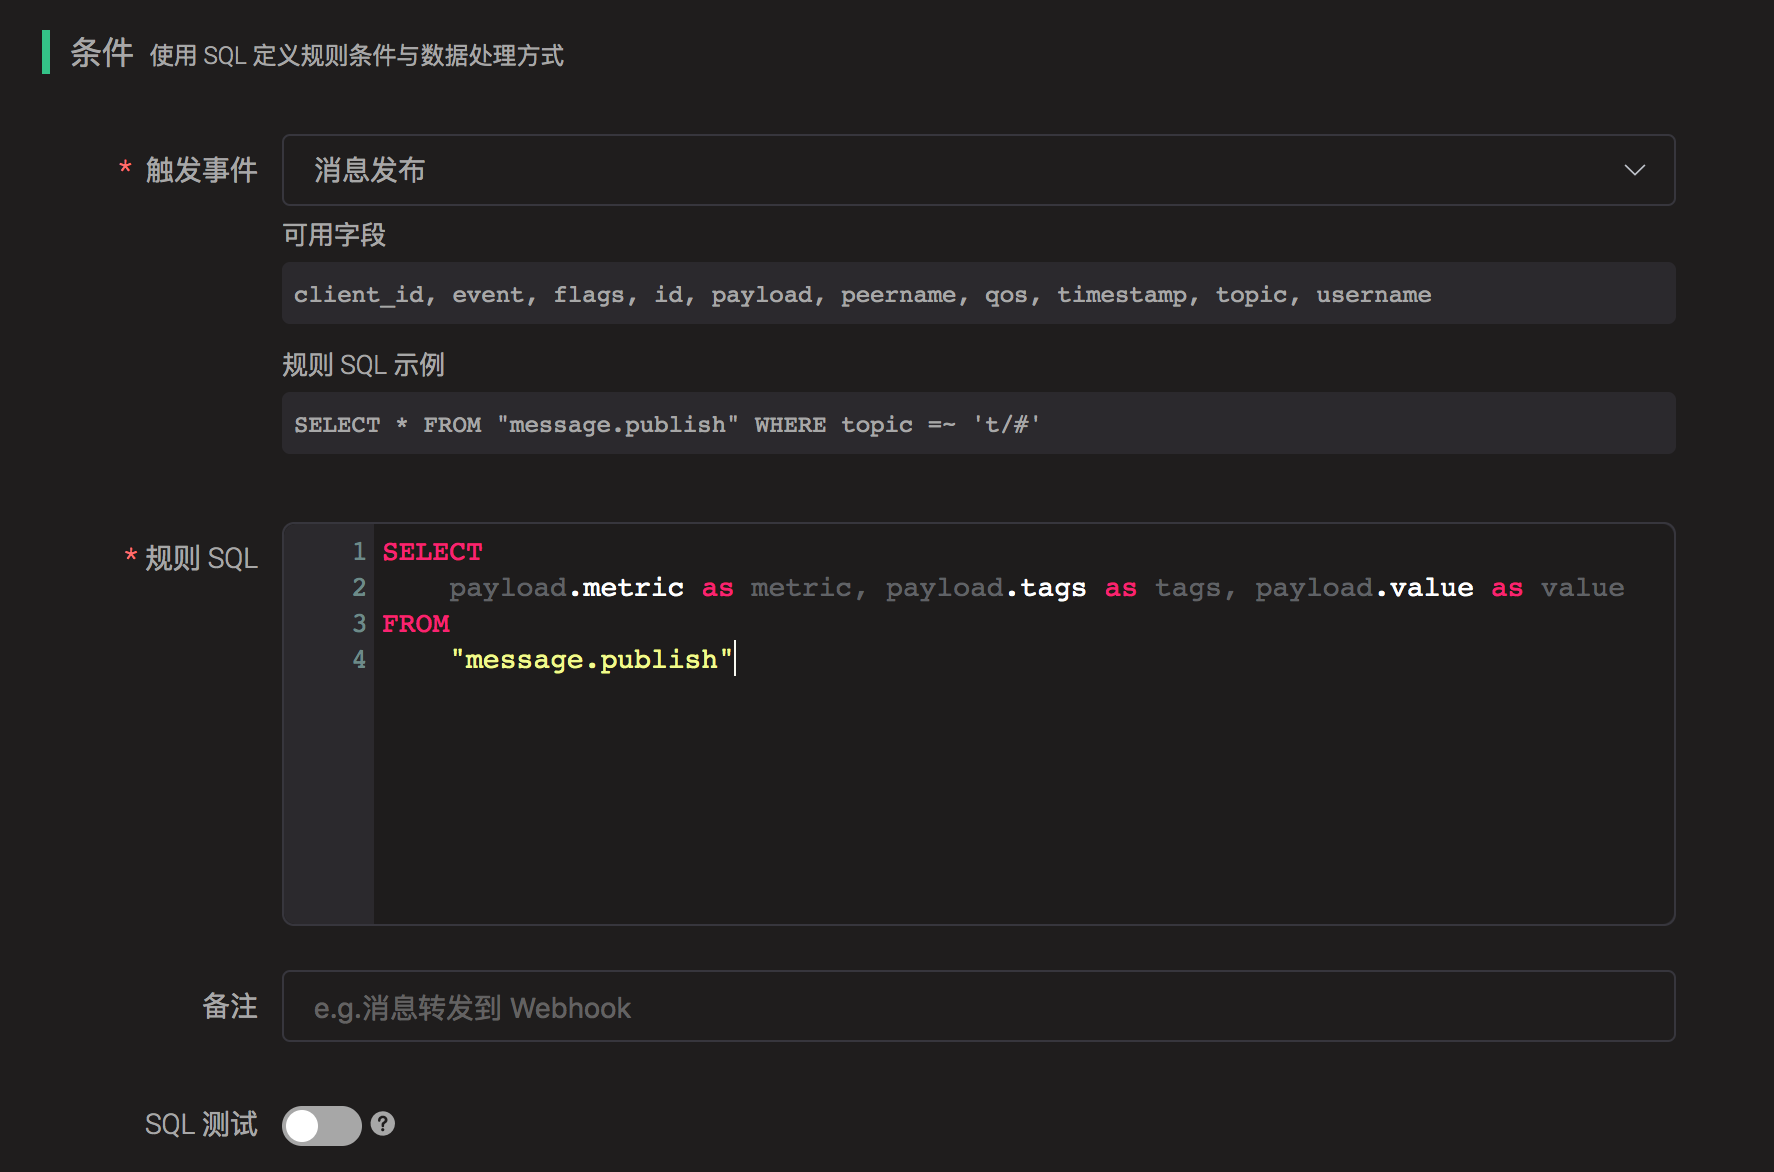 条件 使用 SQL 定义规则条件与数据处理方式
* 触发事件 消息发布
可用字段
client_id, event, flags, id, payload, peername, qos, timestamp, topic, username
规则 SQL 示例
SELECT * FROM "message.publish" WHERE topic =~ 't/#'
* 规则 SQL
1 SELECT
2 payload.metric as metric, payload.tags as tags, payload.value as value
3 FROM
4 "message.publish"
备注 e.g.消息转发到 Webhook
SQL 测试 ?